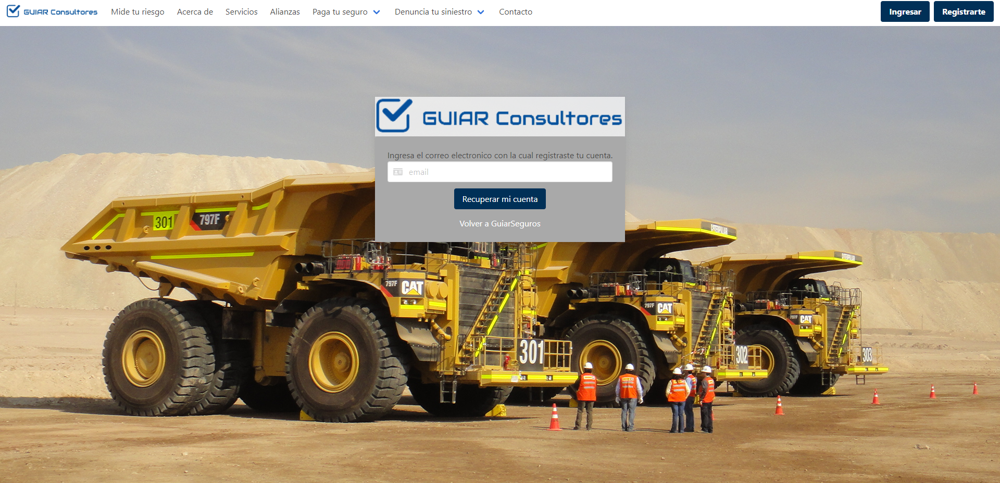 GUIAR Consultores Mide tu riesgo Acerca de Servicios Alianzas Paga tu seguro Denuncia tu siniestro Contacto Ingresar Registrarte
GUIAR Consultores
Ingresa el correo electronico con la cual registraste tu cuenta.
email
Recuperar mi cuenta
Volver a GuiarSeguros
301 797F
CATERPILLAR
CATERPILLAR
797F CAT
797F CAT
797F CAT
301
302
303